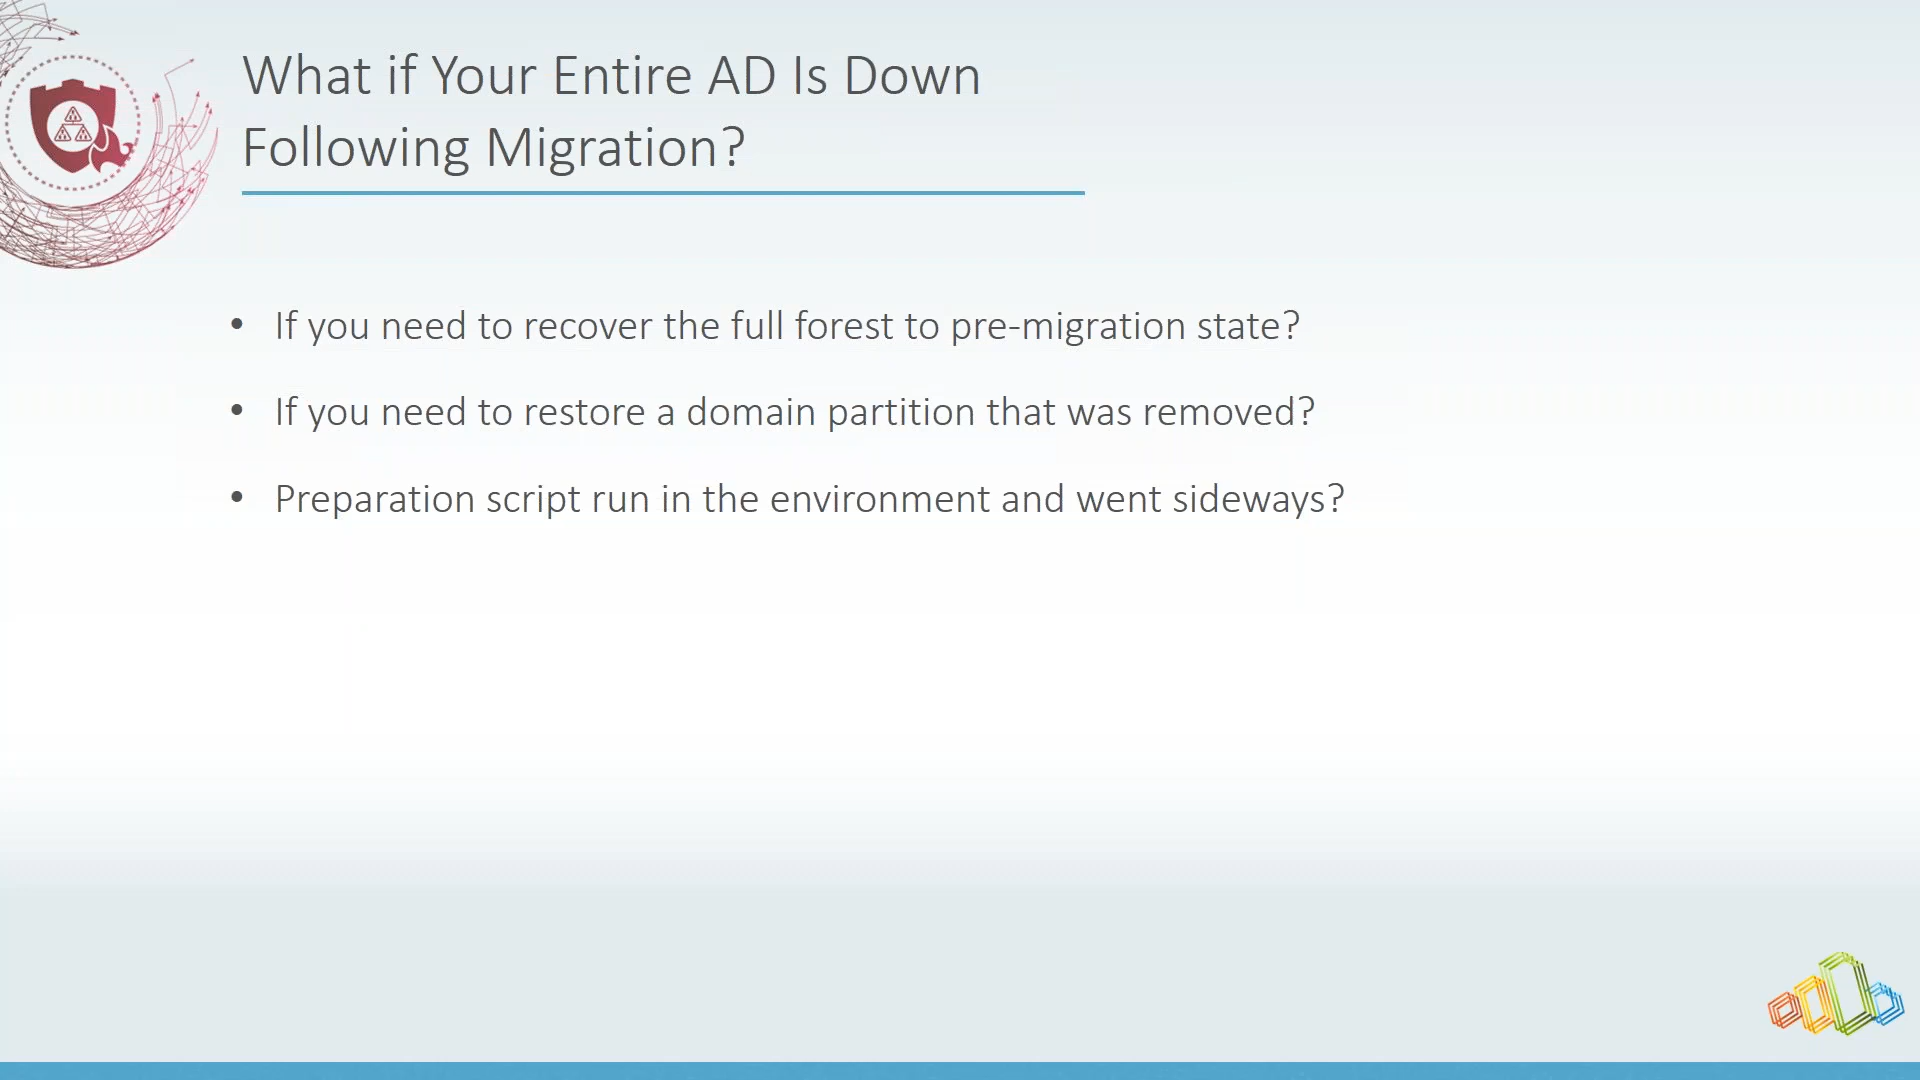 What if Your Entire AD Is Down
Following Migration?
• If you need to recover the full forest to pre-migration state?
• If you need to restore a domain partition that was removed?
• Preparation script run in the environment and went sideways?